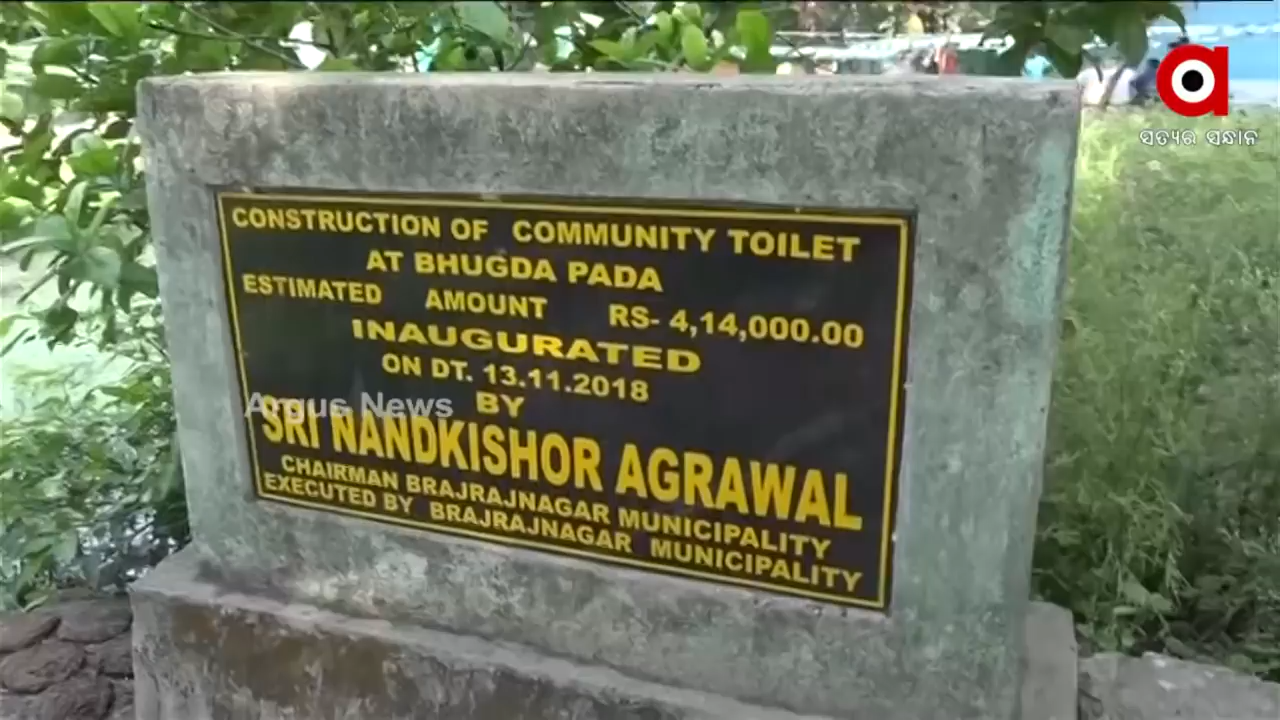 a
ସତ୍ୟର ସନ୍ଧାନ
CONSTRUCTION OF COMMUNITY TOILET
AT BHUGDA PADA
ESTIMATED AMOUNT RS- 4,14,000.00
INAUGURATED
ON DT. 13.11.2018
BY
Argus News
SRI NANDKISHOR AGRAWAL
CHAIRMAN BRAJRAJNAGAR MUNICIPALITY
EXECUTED BY BRAJRAJNAGAR MUNICIPALITY